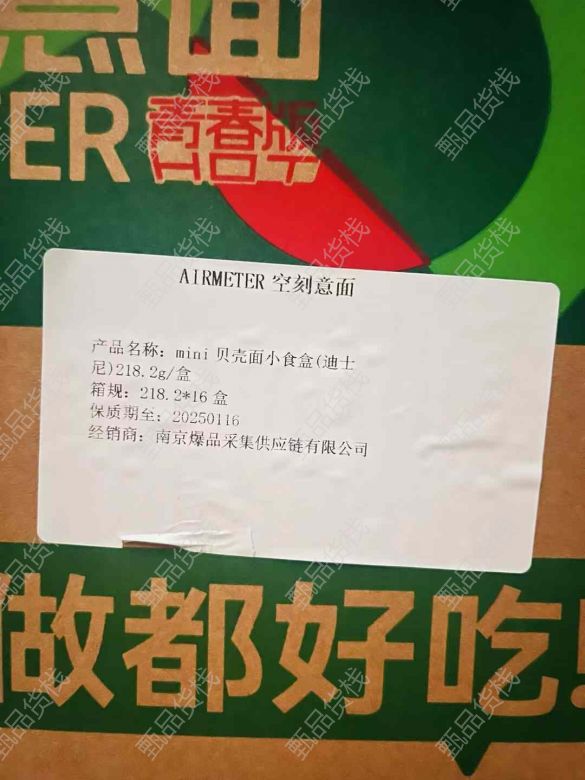 意面
TER 青春版
HOT
AIRMETER 空刻意面
产品名称：mini 贝壳面小食盒(迪士
尼)218.2g/盒
箱规：218.2*16 盒
保质期至：20250116
经销商：南京爆品采集供应链有限公司
做都好吃!
甄品货栈